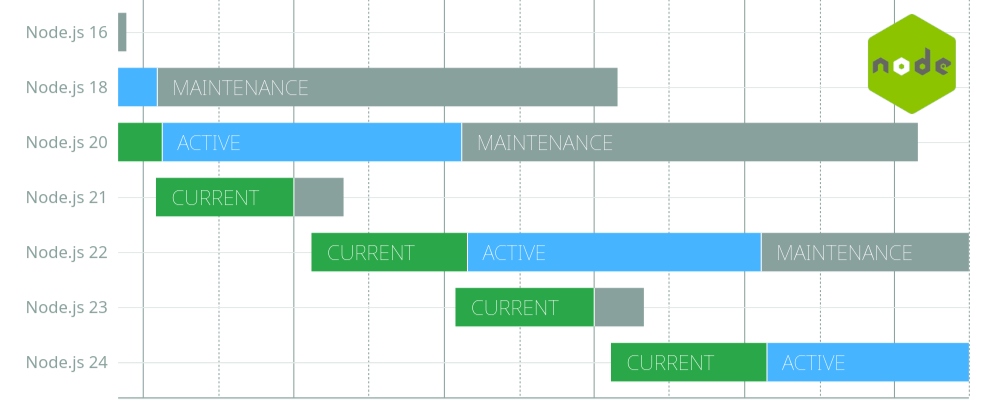 Node.js 16
Node.js 18 MAINTENANCE
Node.js 20 ACTIVE MAINTENANCE
Node.js 21 CURRENT
Node.js 22 CURRENT ACTIVE MAINTENANCE
Node.js 23 CURRENT
Node.js 24 CURRENT ACTIVE
node